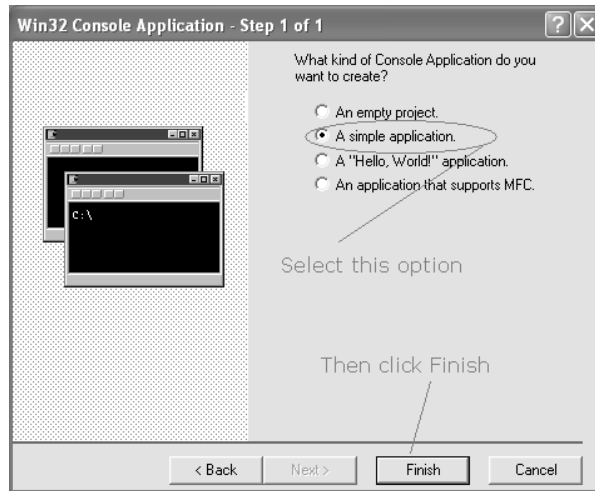 Win32 Console Application - Step 1 of 1
What kind of Console Application do you
want to create?
An empty project.
A simple application.
A "Hello, World!" application.
An application that supports MFC.
C:\
Select this option
Then click Finish
< Back
Next >
Finish
Cancel